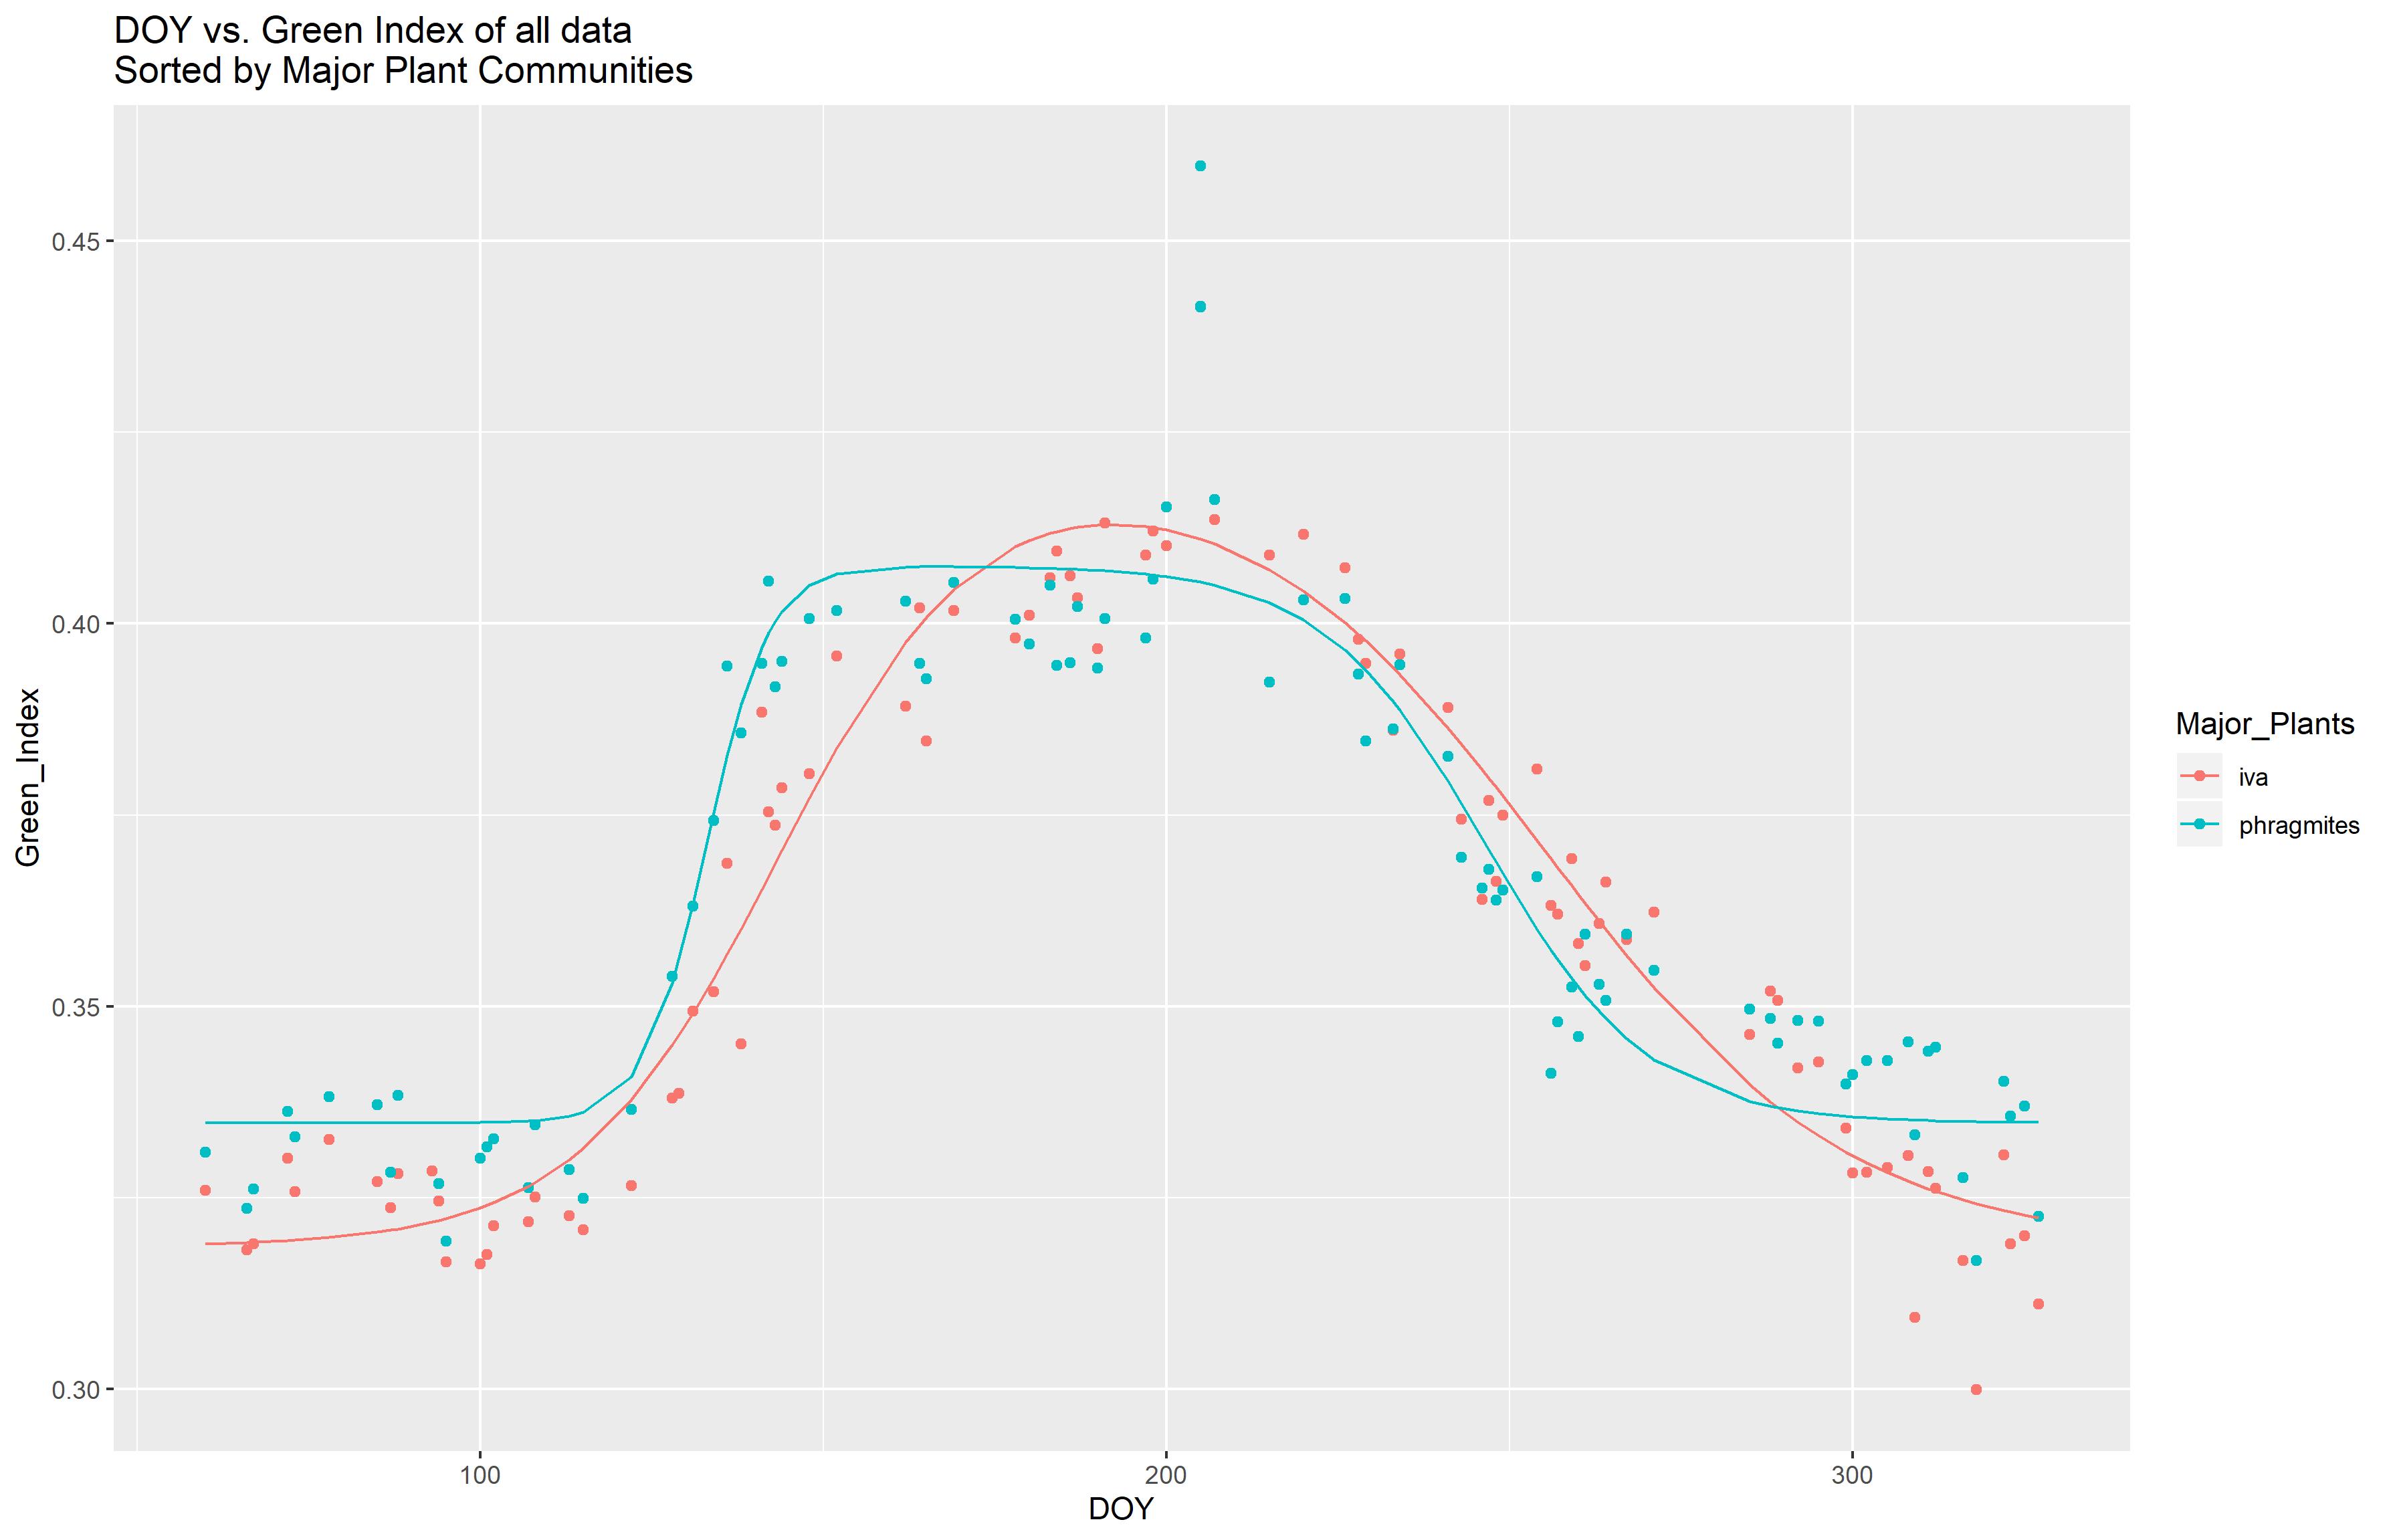 DOY vs. Green Index of all data
Sorted by Major Plant Communities
0.45
0.40
0.35
0.30
Green_Index
100
200
300
DOY
Major_Plants
iva
phragmites